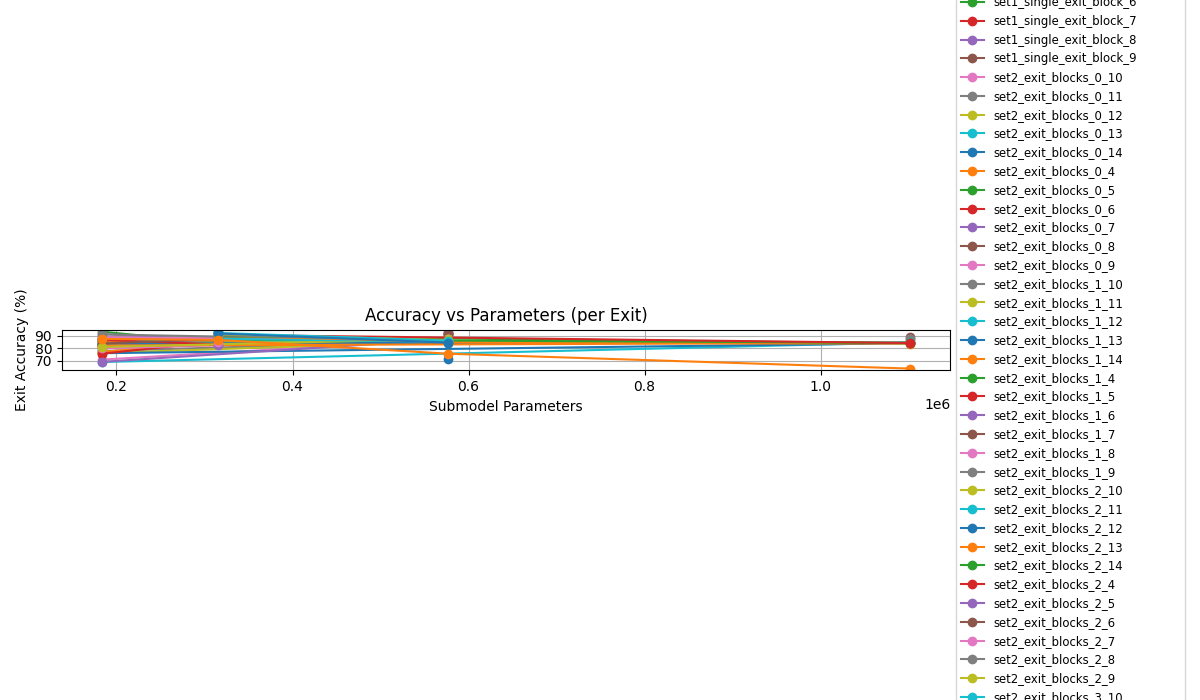 set1_single_exit_block_6
set1_single_exit_block_7
set1_single_exit_block_8
set1_single_exit_block_9
set2_exit_blocks_0_10
set2_exit_blocks_0_11
set2_exit_blocks_0_12
set2_exit_blocks_0_13
set2_exit_blocks_0_14
set2_exit_blocks_0_4
set2_exit_blocks_0_5
set2_exit_blocks_0_6
set2_exit_blocks_0_7
set2_exit_blocks_0_8
set2_exit_blocks_0_9
set2_exit_blocks_1_10
set2_exit_blocks_1_11
set2_exit_blocks_1_12
set2_exit_blocks_1_13
set2_exit_blocks_1_14
set2_exit_blocks_1_4
set2_exit_blocks_1_5
set2_exit_blocks_1_6
set2_exit_blocks_1_7
set2_exit_blocks_1_8
set2_exit_blocks_1_9
set2_exit_blocks_2_10
set2_exit_blocks_2_11
set2_exit_blocks_2_12
set2_exit_blocks_2_13
set2_exit_blocks_2_14
set2_exit_blocks_2_4
set2_exit_blocks_2_5
set2_exit_blocks_2_6
set2_exit_blocks_2_7
set2_exit_blocks_2_8
set2_exit_blocks_2_9
set2_exit_blocks_3_10
Accuracy vs Parameters (per Exit)
Exit Accuracy (%)
90
80
70
0.2 0.4 0.6 0.8 1.0
1e6
Submodel Parameters